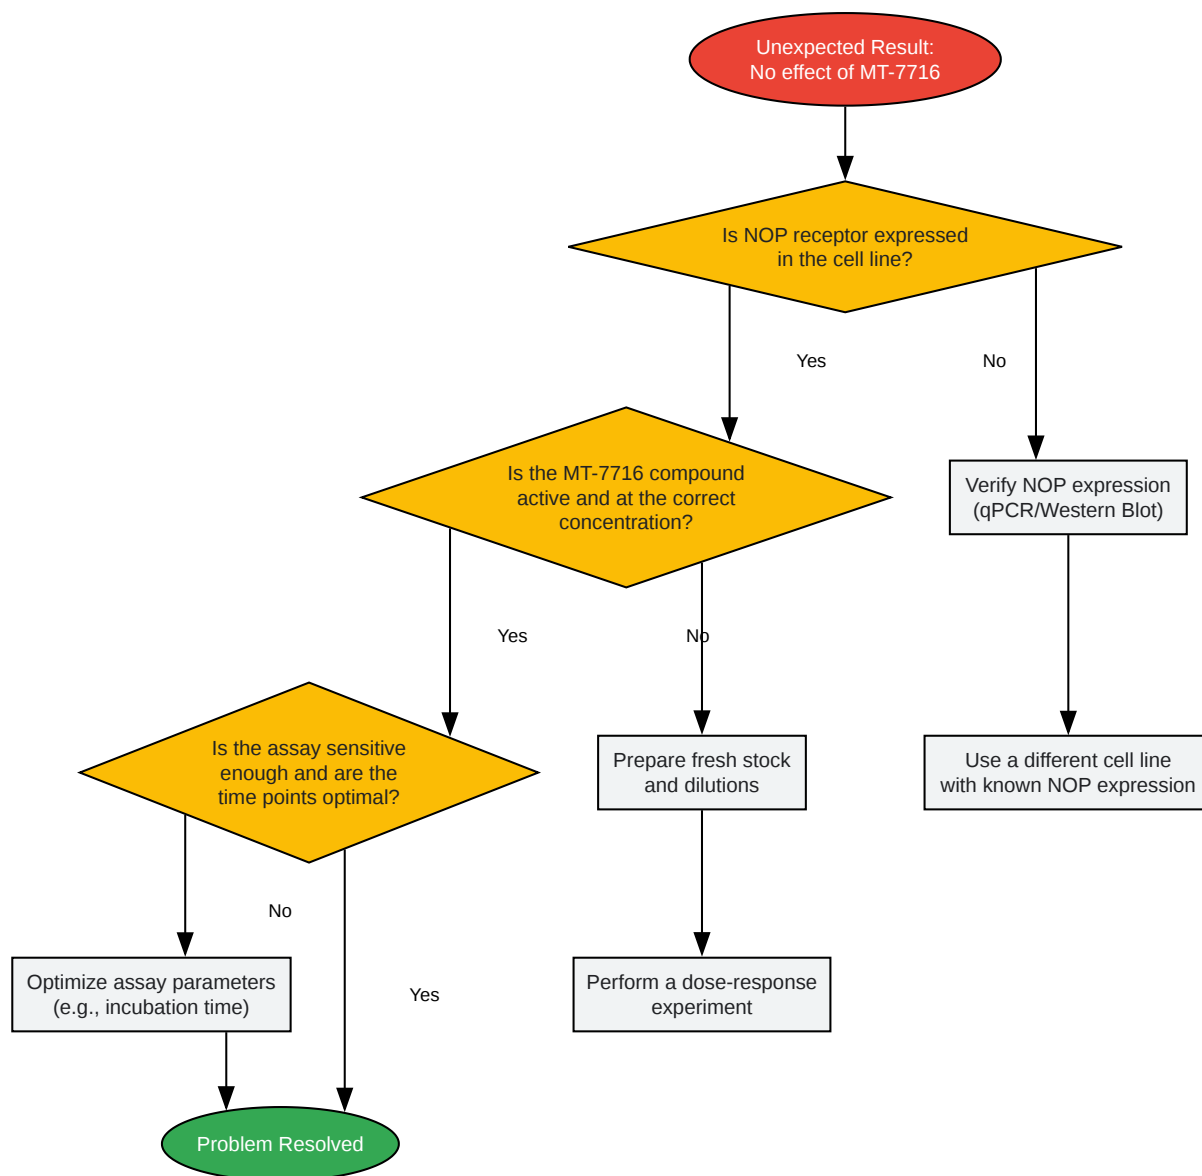 Unexpected Result:
No effect of MT-7716
Is NOP receptor expressed
in the cell line?
Yes
No
Is the MT-7716 compound
active and at the correct
concentration?
Verify NOP expression
(qPCR/Western Blot)
Yes
No
Is the assay sensitive
enough and are the
time points optimal?
Prepare fresh stock
and dilutions
Use a different cell line
with known NOP expression
No
Yes
Optimize assay parameters
(e.g., incubation time)
Perform a dose-response
experiment
Problem Resolved